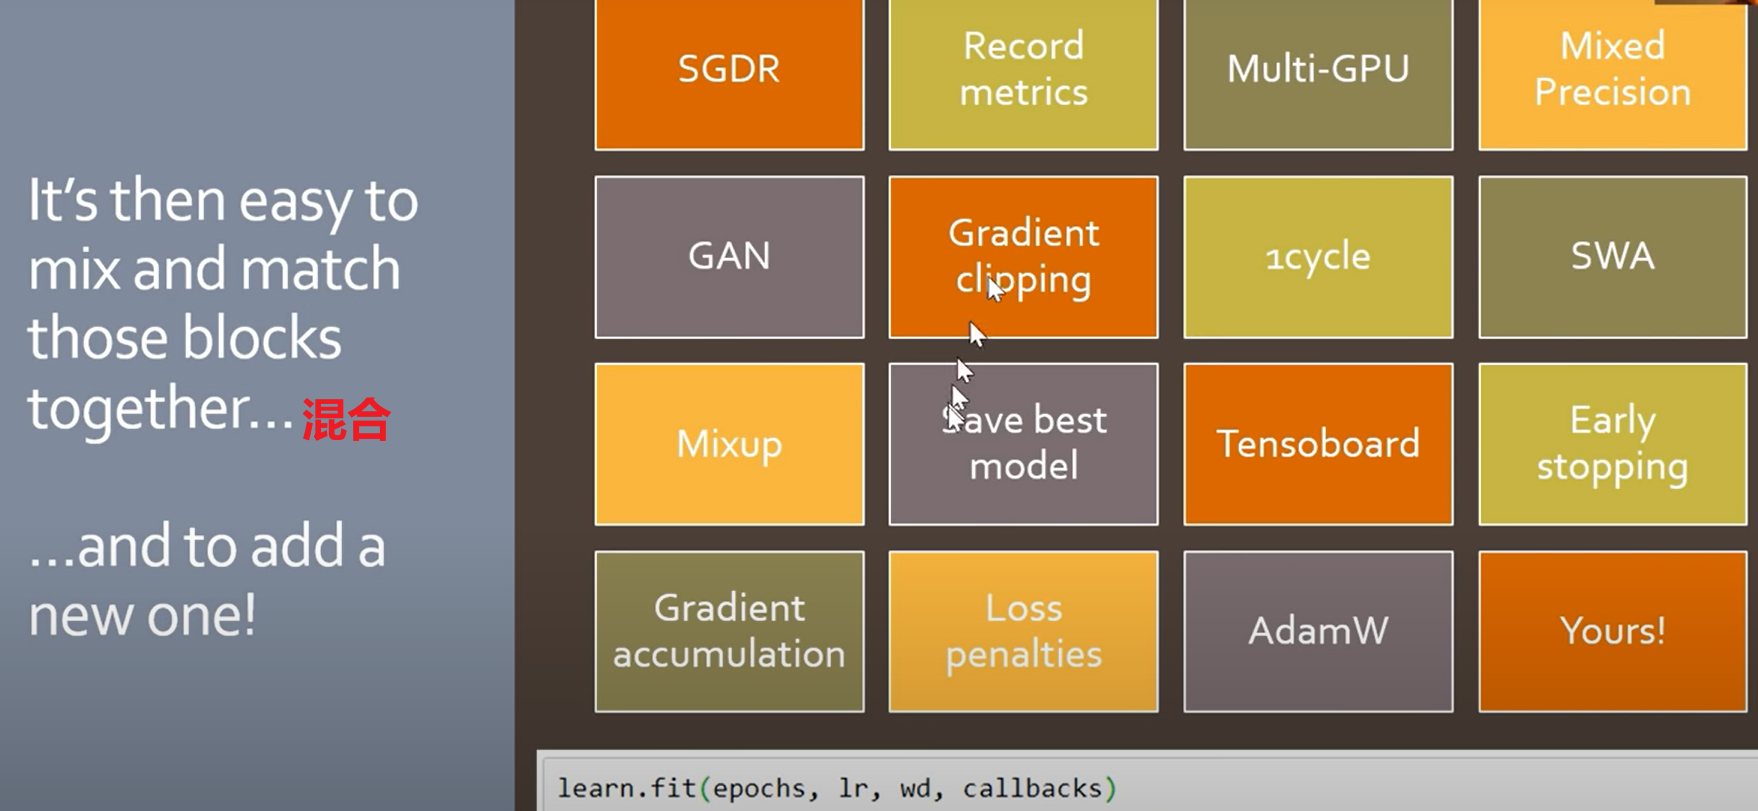 It's then easy to
mix and match
those blocks
together... 混合
...and to add a
new one!
SGDR
Record
metrics
Multi-GPU
Mixed
Precision
GAN
Gradient
clipping
1cycle
SWA
Mixup
Save best
model
Tensoboard
Early
stopping
Gradient
accumulation
Loss
penalties
AdamW
Yours!
learn.fit(epochs, lr, wd, callbacks)